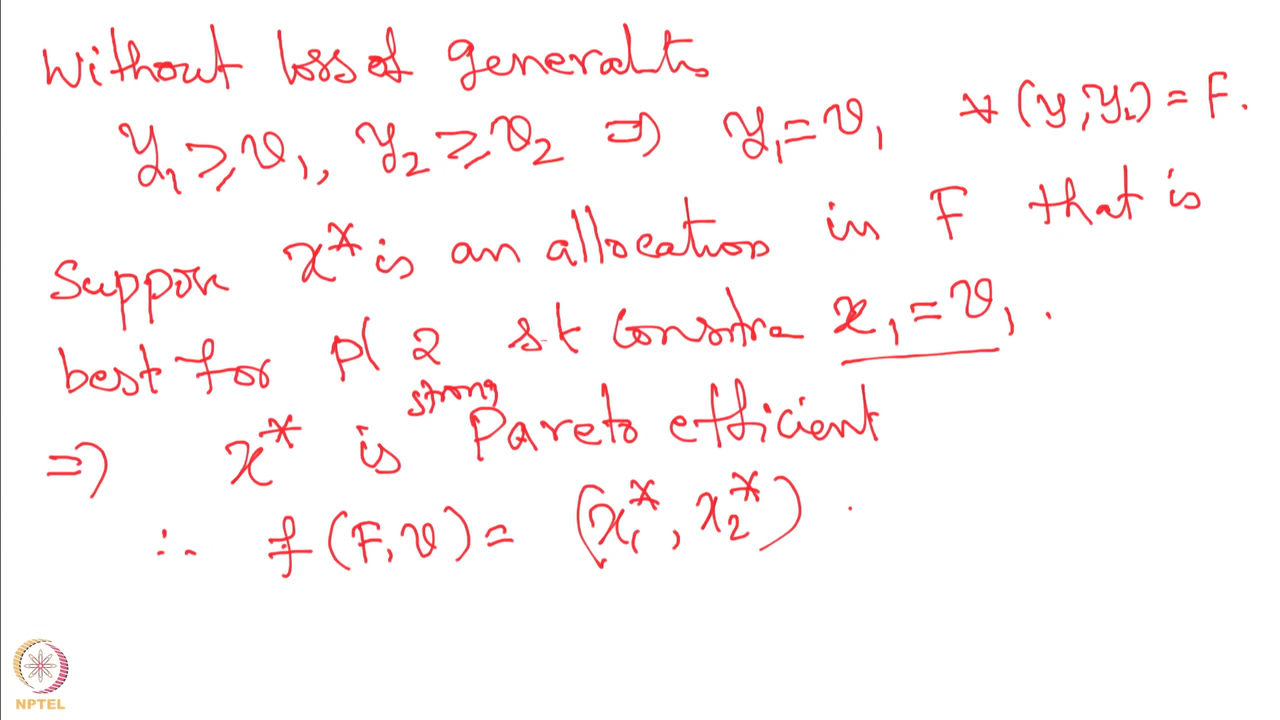 Without loss of generality
y₁ ≥ v₁, y₂ ≥ v₂ ⇒ y₁ = v₁ ∀ (y₁, y₂) = F.
Suppose x* is an allocation in F that is
best for pl 2 st constra x₁ = v₁.
⇒ x* is strong Pareto efficient
∴ f(F, v) = (x₁*, x₂*).
NPTEL